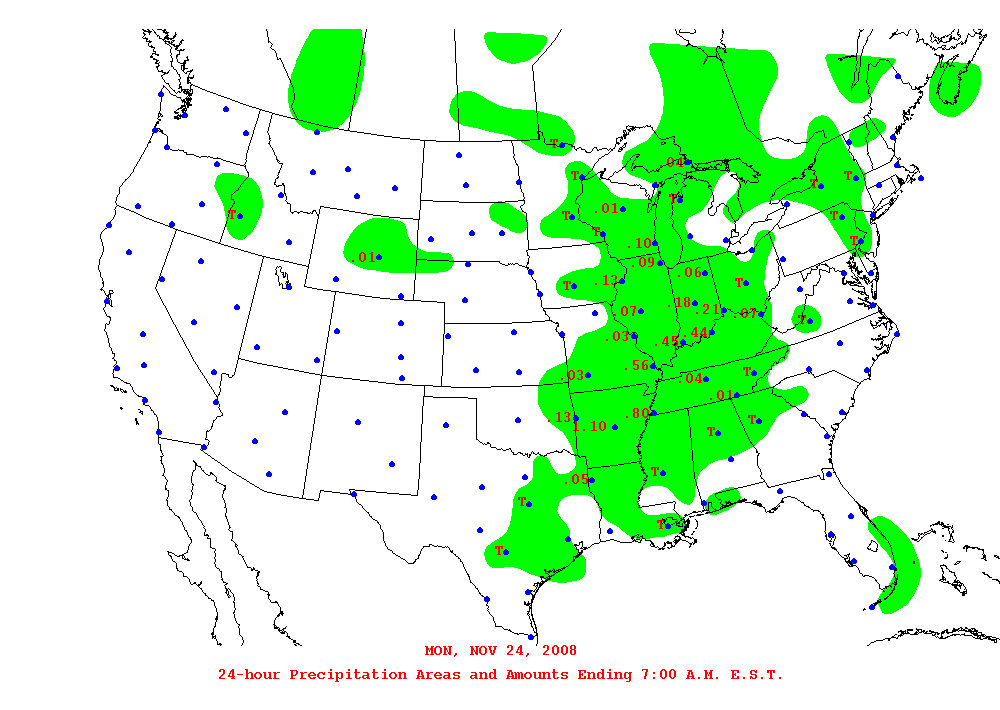 T
.04
T
T
T
T
T
.01
T
T
T
.10
T
.01
.09
.06
.13
T
T
.18
.07
.21
.07
T
.03
.44
.45
.56
.03
.04
T
.01
.80
.13
1.10
T
T
T
.05
T
T
T
MON, NOV 24, 2008
24-hour Precipitation Areas and Amounts Ending 7:00 A.M. E.S.T.